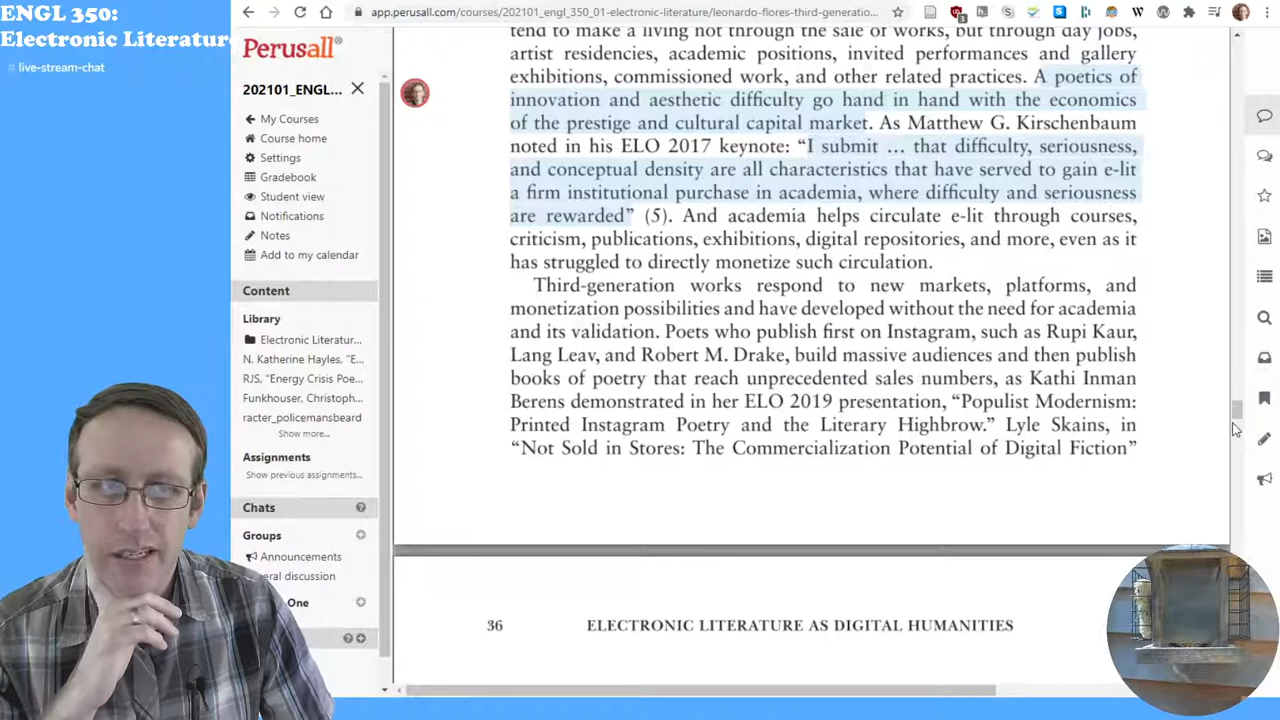 ENGL 350:
Electronic Literature
# live-stream-chat
app.perusall.com/courses/202101_engl_350_01-electronic-literature/leonardo-flores-third-generatio...
Perusall®
202101_ENGL...
My Courses
Course home
Settings
Gradebook
Student view
Notifications
Notes
Add to my calendar
Content
Library
Electronic Literatur...
N. Katherine Hayles, "E...
RJS, "Energy Crisis Poe...
Funkhouser, Christoph...
racter_policemansbeard
Show more...
Assignments
Show previous assignments...
Chats
Groups
Announcements
eral discussion
One
tend to make a living not through the sale of works, but through day jobs,
artist residencies, academic positions, invited performances and gallery
exhibitions, commissioned work, and other related practices. A poetics of
innovation and aesthetic difficulty go hand in hand with the economics
of the prestige and cultural capital market. As Matthew G. Kirschenbaum
noted in his ELO 2017 keynote: “I submit … that difficulty, seriousness,
and conceptual density are all characteristics that have served to gain e-lit
a firm institutional purchase in academia, where difficulty and seriousness
are rewarded” (5). And academia helps circulate e-lit through courses,
criticism, publications, exhibitions, digital repositories, and more, even as it
has struggled to directly monetize such circulation.
Third-generation works respond to new markets, platforms, and
monetization possibilities and have developed without the need for academia
and its validation. Poets who publish first on Instagram, such as Rupi Kaur,
Lang Leav, and Robert M. Drake, build massive audiences and then publish
books of poetry that reach unprecedented sales numbers, as Kathi Inman
Berens demonstrated in her ELO 2019 presentation, “Populist Modernism:
Printed Instagram Poetry and the Literary Highbrow.” Lyle Skains, in
“Not Sold in Stores: The Commercialization Potential of Digital Fiction”
36 ELECTRONIC LITERATURE AS DIGITAL HUMANITIES